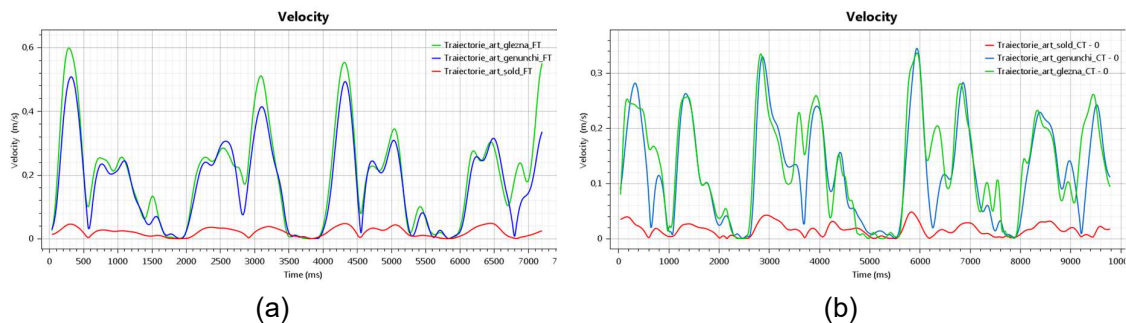 Velocity
0,6
0,4
0,2
0
Velocity (m/s)
Traiectorie_art_glezna_FT
Traiectorie_art_genunchi_FT
Traiectorie_art_sold_FT
0 500 1000 1500 2000 2500 3000 3500 4000 4500 5000 5500 6000 6500 7000 7
Time (ms)
(a)
Velocity
0,3
0,2
0,1
0
Velocity (m/s)
Traiectorie_art_sold_CT - 0
Traiectorie_art_genunchi_CT - 0
Traiectorie_art_glezna_CT - 0
0 1000 2000 3000 4000 5000 6000 7000 8000 9000 1000
Time (ms)
(b)